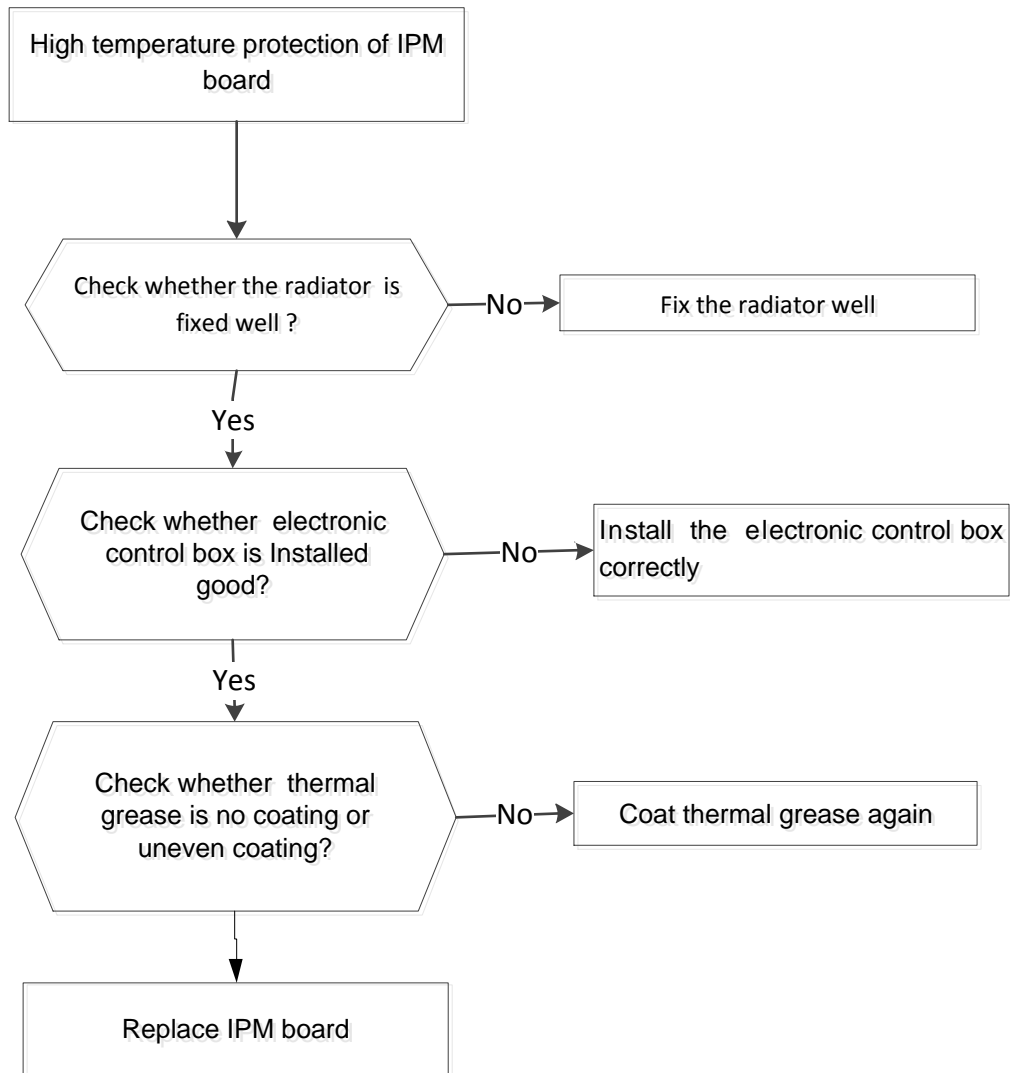 High temperature protection of IPM
board
Check whether the radiator is
fixed well ?
No
Fix the radiator well
Yes
Check whether electronic
control box is Installed
good?
No
Install the electronic control box
correctly
Yes
Check whether thermal
grease is no coating or
uneven coating?
No
Coat thermal grease again
Replace IPM board